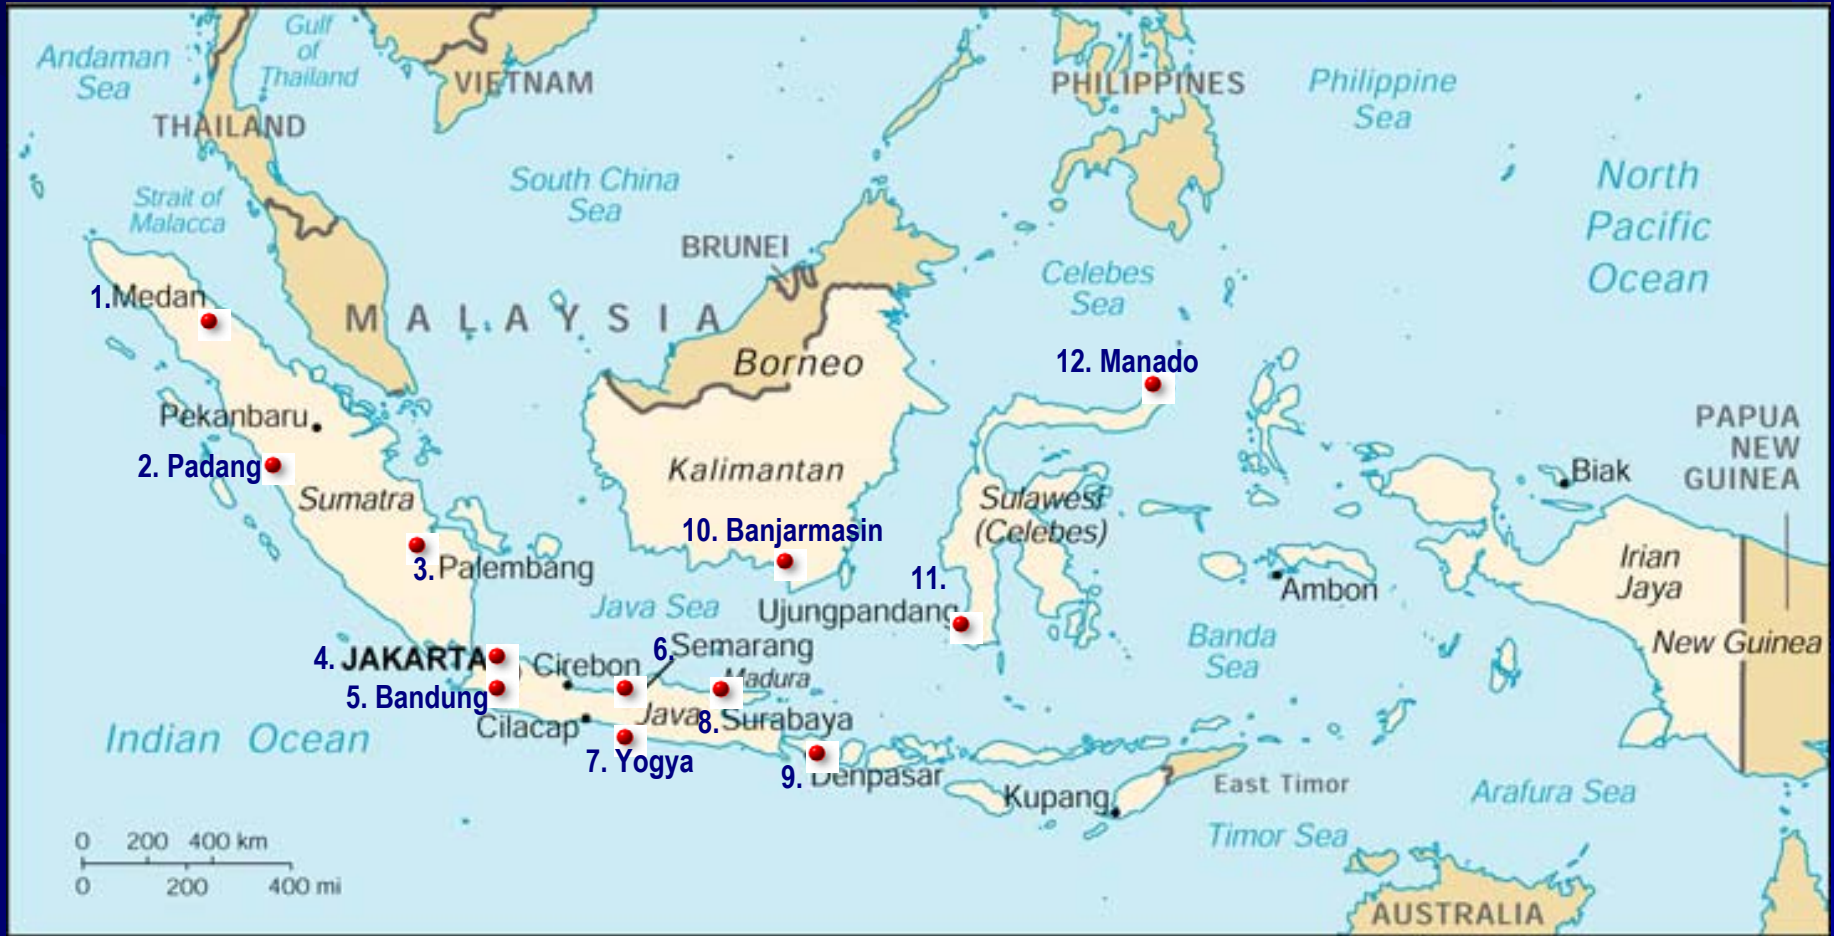 Andaman
Sea
Gulf
of
Thailand
VIETNAM
PHILIPPINES
Philippine
Sea
THAILAND
South China
Sea
North
Pacific
Ocean
Strait of
Malacca
BRUNEI
Celebes
Sea
1.Medan
MALAYSIA
Borneo
12. Manado
Pekanbaru
PAPUA
NEW
GUINEA
2. Padang
Sumatra
Kalimantan
Sulawesi
(Celebes)
Biak
10. Banjarmasin
3.Palembang
11.
Ujungpandang
Irian
Jaya
Ambon
Java Sea
Banda
Sea
New Guinea
4. JAKARTA
Cirebon
6.Semarang
Madura
5. Bandung
Cilacap
Java
8.Surabaya
Indian Ocean
7. Yogya
9. Denpasar
Kupang
East Timor
Arafura Sea
Timor Sea
0 200 400 km
0 200 400 mi
AUSTRALIA